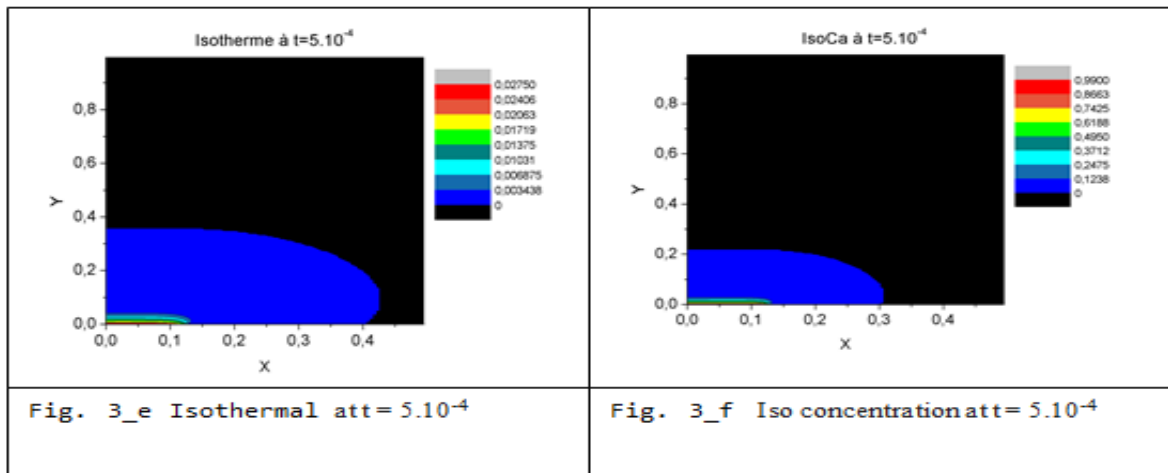 Isotherme à t=5.10-4
0,02750
0,02406
0,02063
0,01719
0,01375
0,01031
0,006875
0,003438
0
0,8
0,6
0,4
0,2
0,0
Y
0,0 0,1 0,2 0,3 0,4
X
IsoCa à t=5.10-4
0,9900
0,8663
0,7425
0,6188
0,4950
0,3712
0,2475
0,1238
0
0,8
0,6
0,4
0,2
0,0
Y
0,0 0,1 0,2 0,3 0,4
X
Fig. 3_e Isothermal att= 5.10-4
Fig. 3_f Iso concentration att= 5.10-4